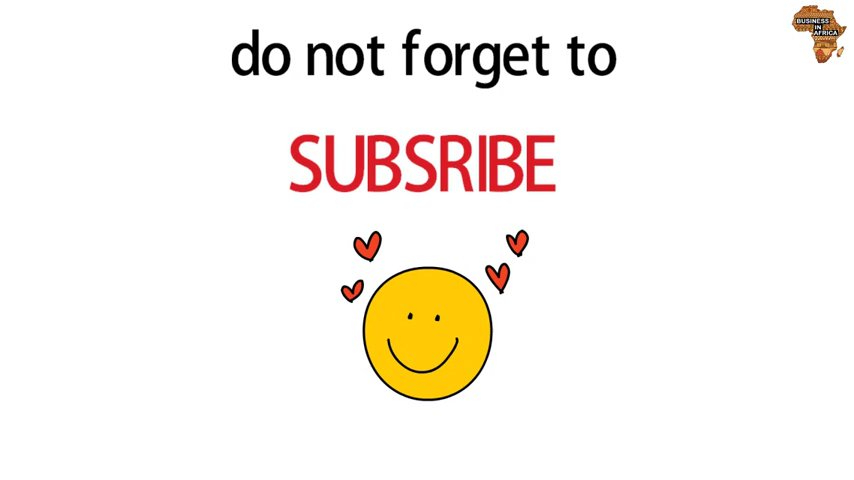 do not forget to
SUBSRIBE
BUSINESS
IN
AFRICA